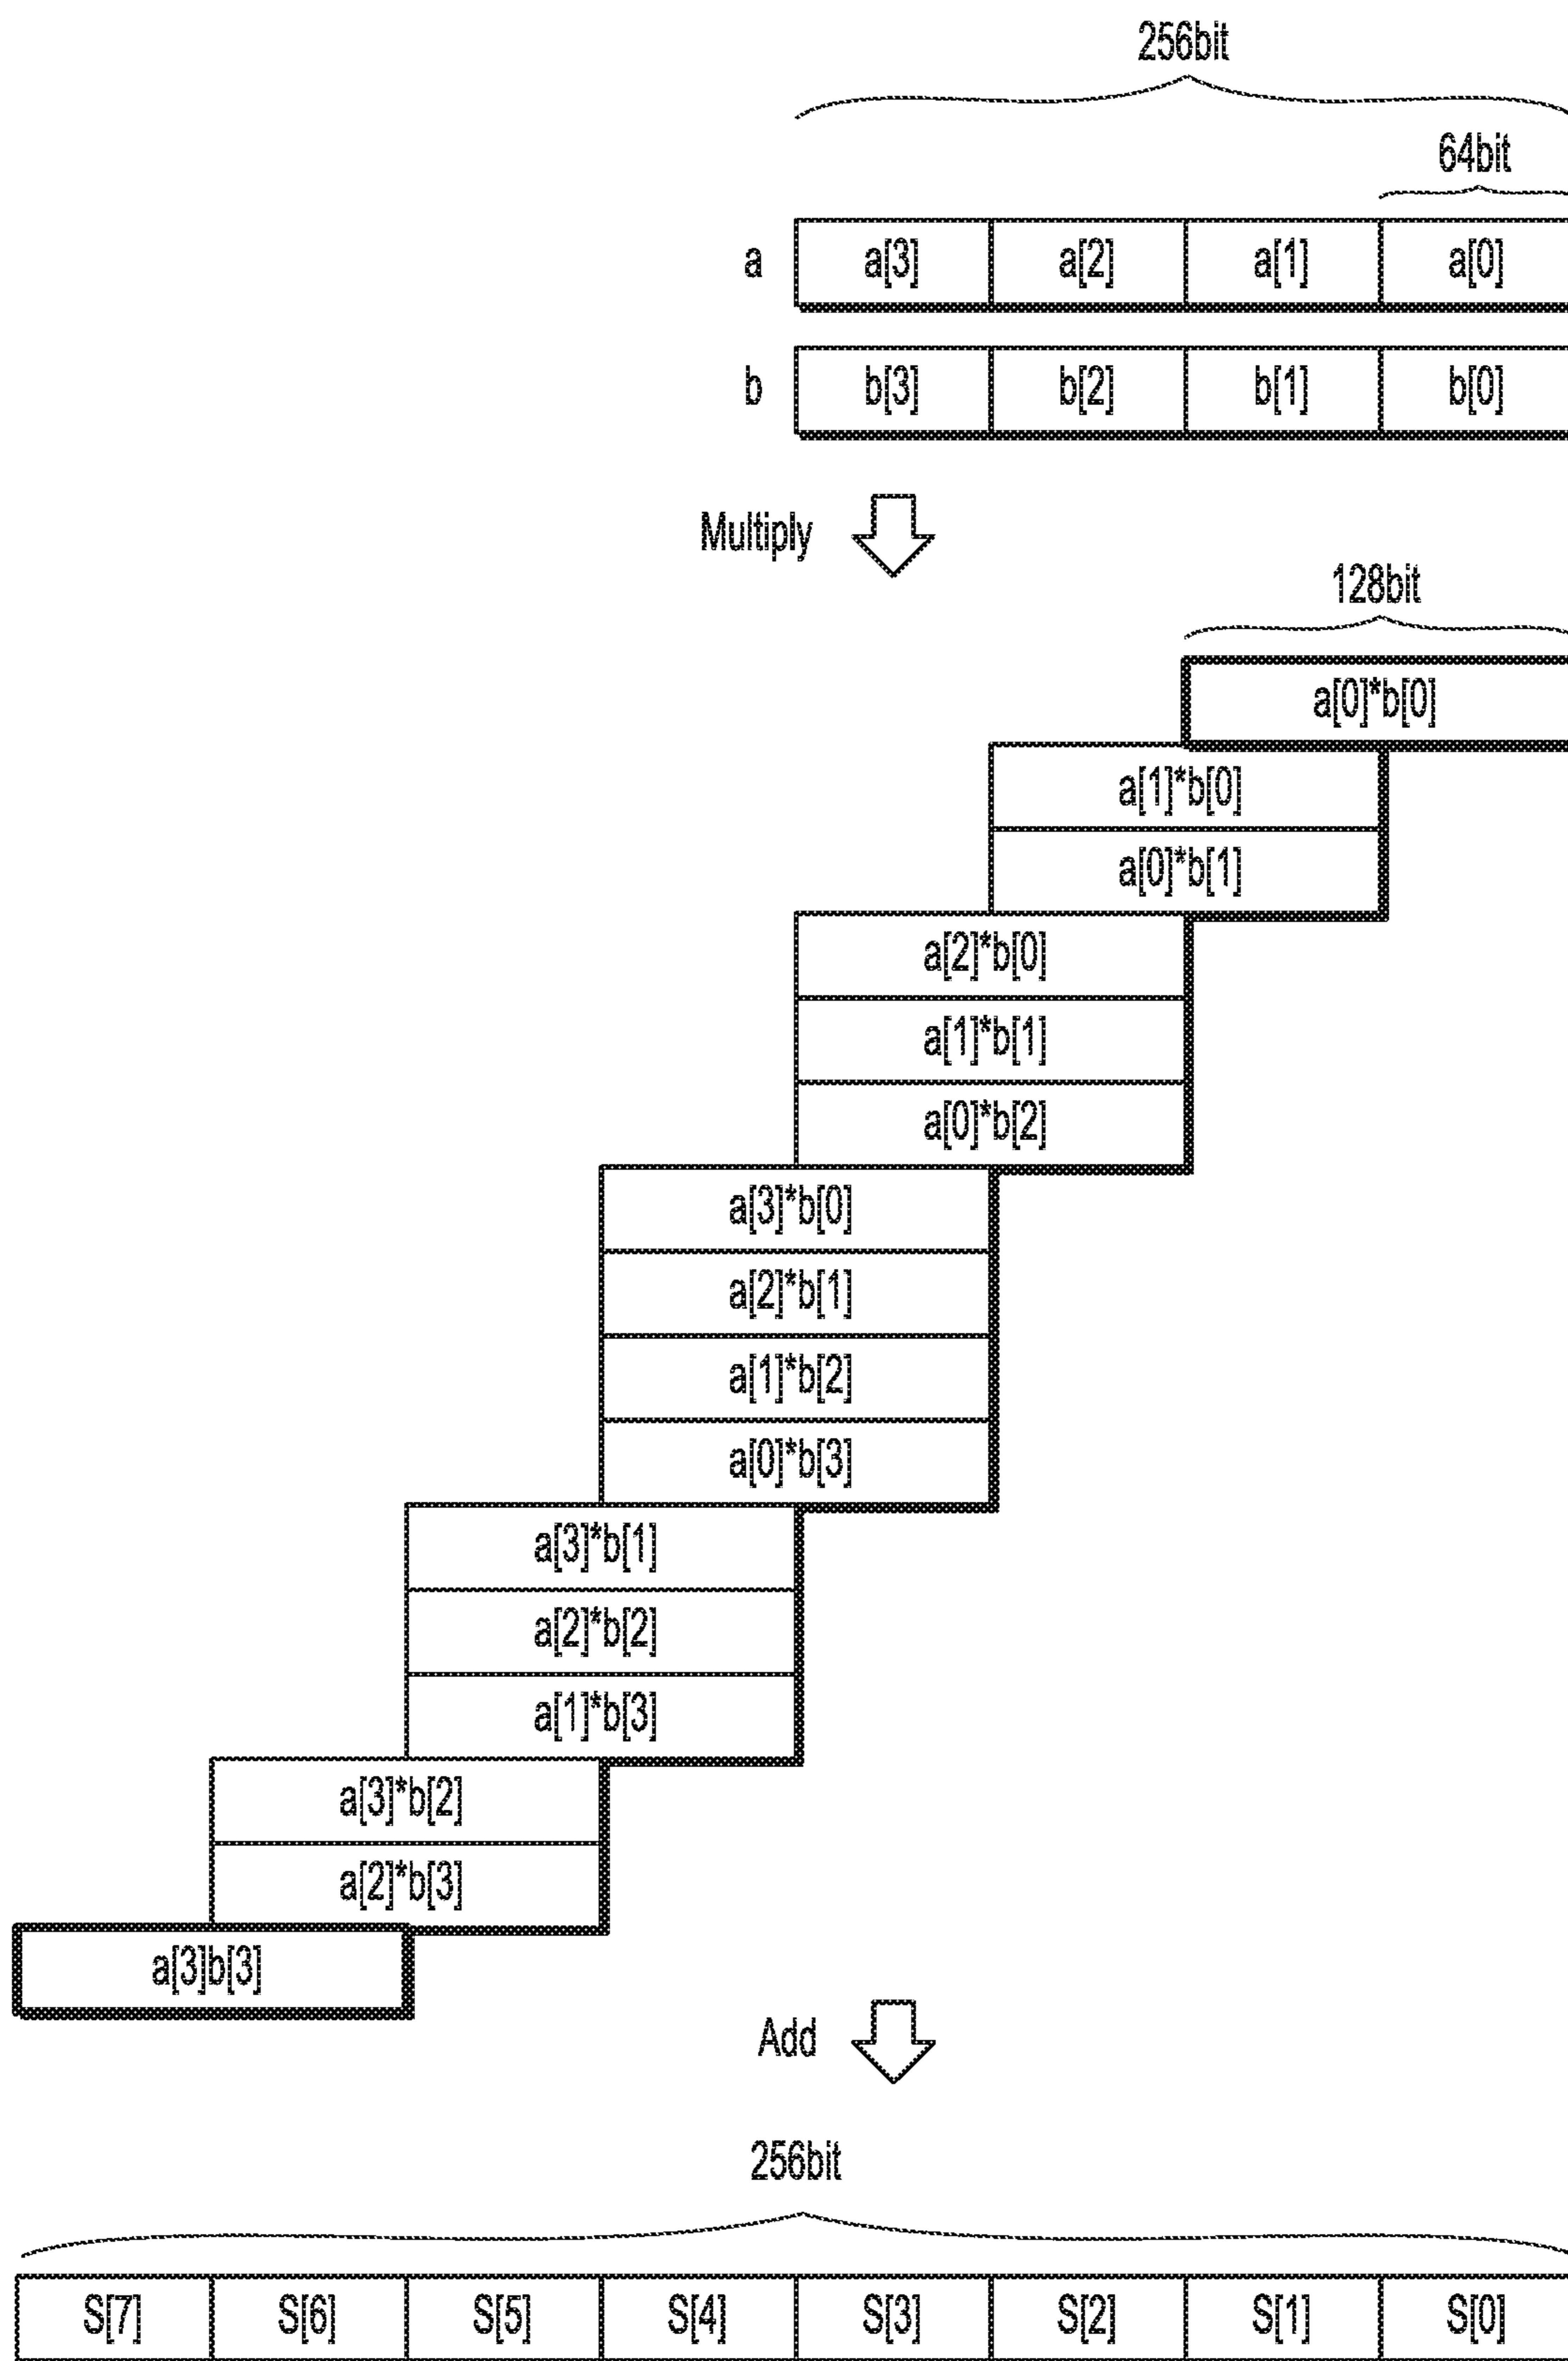 256bit
64bit
a a[3] a[2] a[1] a[0]
b b[3] b[2] b[1] b[0]
Multiply
128bit
a[0]*b[0]
a[1]*b[0]
a[0]*b[1]
a[2]*b[0]
a[1]*b[1]
a[0]*b[2]
a[3]*b[0]
a[2]*b[1]
a[1]*b[2]
a[0]*b[3]
a[3]*b[1]
a[2]*b[2]
a[1]*b[3]
a[3]*b[2]
a[2]*b[3]
a[3]b[3]
Add
256bit
S[7] S[6] S[5] S[4] S[3] S[2] S[1] S[0]